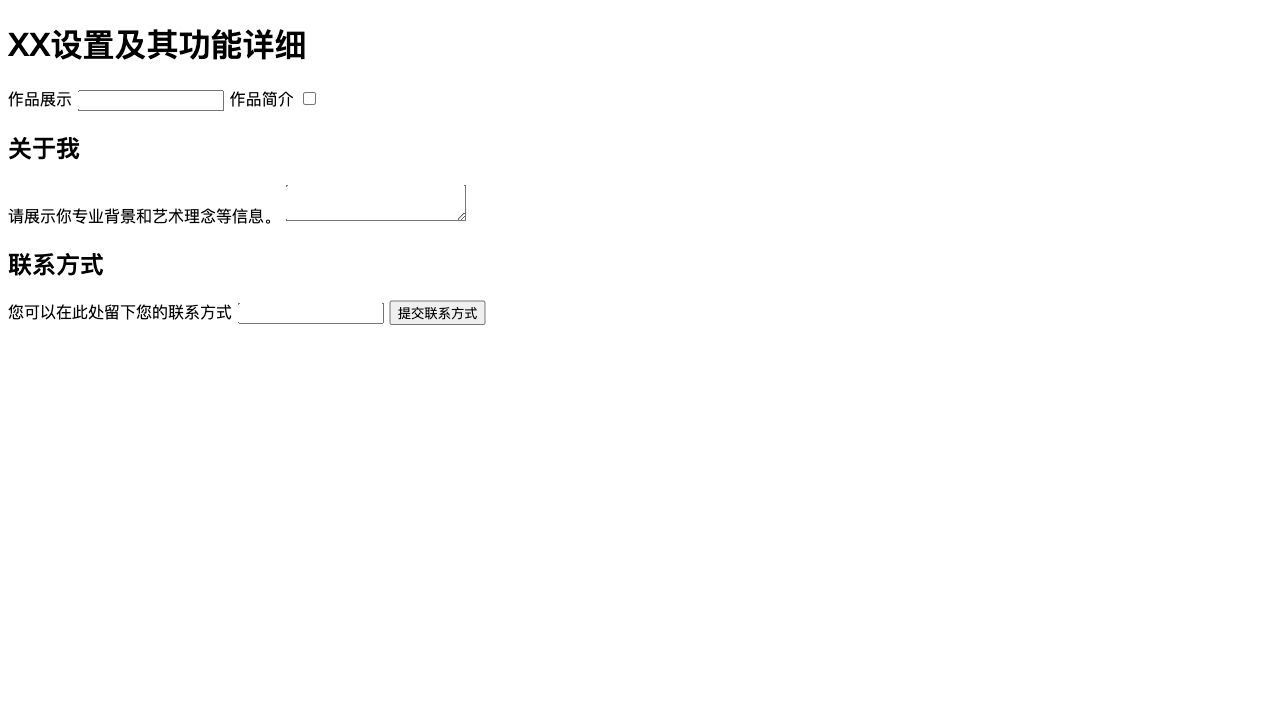 XX设置及其功能详细
作品展示 作品简介
关于我
请展示你专业背景和艺术理念等信息。
联系方式
您可以在此处留下您的联系方式 提交联系方式